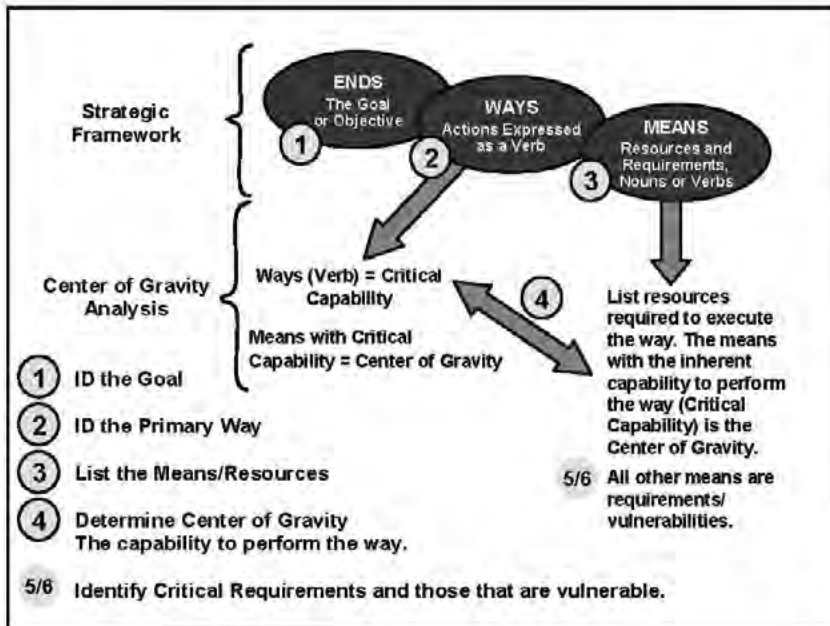 Strategic
Framework
ENDS
The Goal
or Objective
1
WAYS
Actions Expressed
as a Verb
2
MEANS
Resources and
Requirements,
Nouns or Verbs
3
Center of Gravity
Analysis
Ways (Verb) = Critical
Capability
Means with Critical
Capability = Center of Gravity
4
List resources
required to execute
the way. The means
with the inherent
capability to perform
the way (Critical
Capability) is the
Center of Gravity.
5/6 All other means are
requirements/
vulnerabilities.
1 ID the Goal
2 ID the Primary Way
3 List the Means/Resources
4 Determine Center of Gravity
The capability to perform the way.
5/6 Identify Critical Requirements and those that are vulnerable.